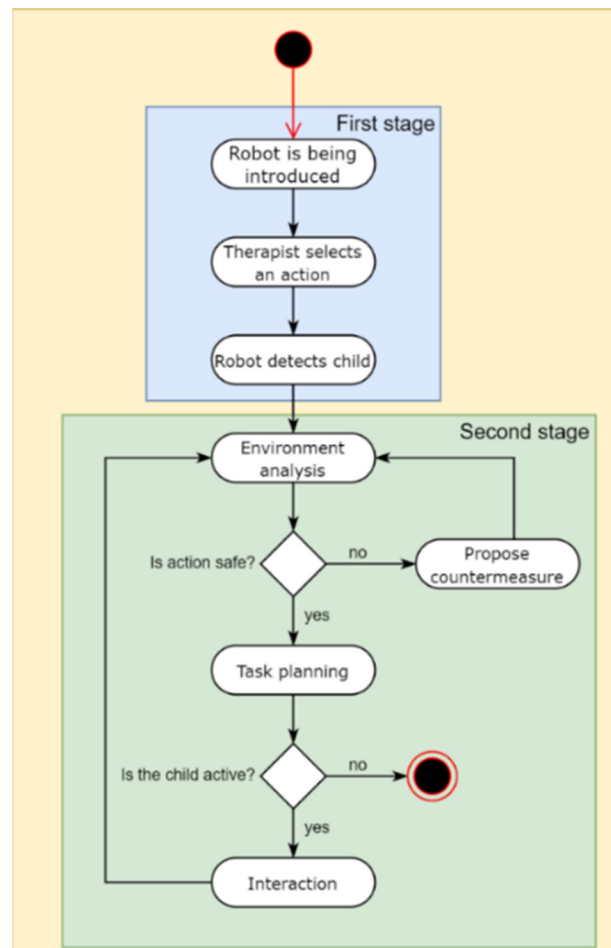 First stage
Robot is being
introduced
Therapist selects
an action
Robot detects child
Second stage
Environment
analysis
Is action safe?
no
Propose
countermeasure
yes
Task planning
Is the child active?
no
yes
Interaction